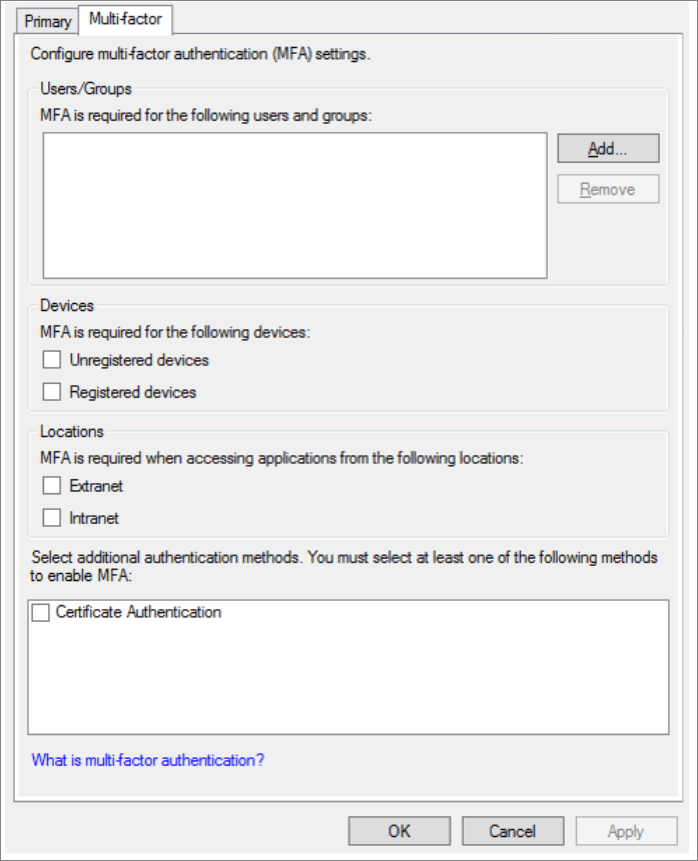 Primary
Multi-factor
Configure multi-factor authentication (MFA) settings.
Users/Groups
MFA is required for the following users and groups:
Add...
Remove
Devices
MFA is required for the following devices:
Unregistered devices
Registered devices
Locations
MFA is required when accessing applications from the following locations:
Extranet
Intranet
Select additional authentication methods. You must select at least one of the following methods
to enable MFA:
Certificate Authentication
What is multi-factor authentication?
OK
Cancel
Apply